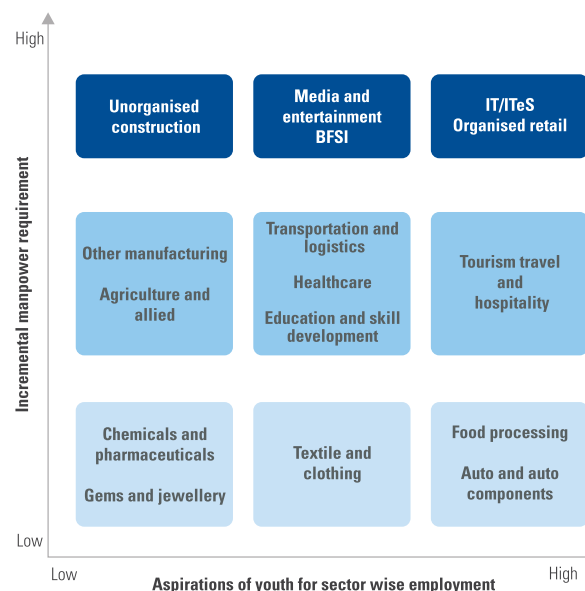 High
Unorganised
construction
Media and
entertainment
BFSI
IT/ITeS
Organised retail
Incremental manpower requirement
Other manufacturing
Agriculture and
allied
Transportation and
logistics
Healthcare
Education and skill
development
Tourism travel
and
hospitality
Chemicals and
pharmaceuticals
Gems and jewellery
Textile and
clothing
Food processing
Auto and auto
components
Low
Low
High
Aspirations of youth for sector wise employment